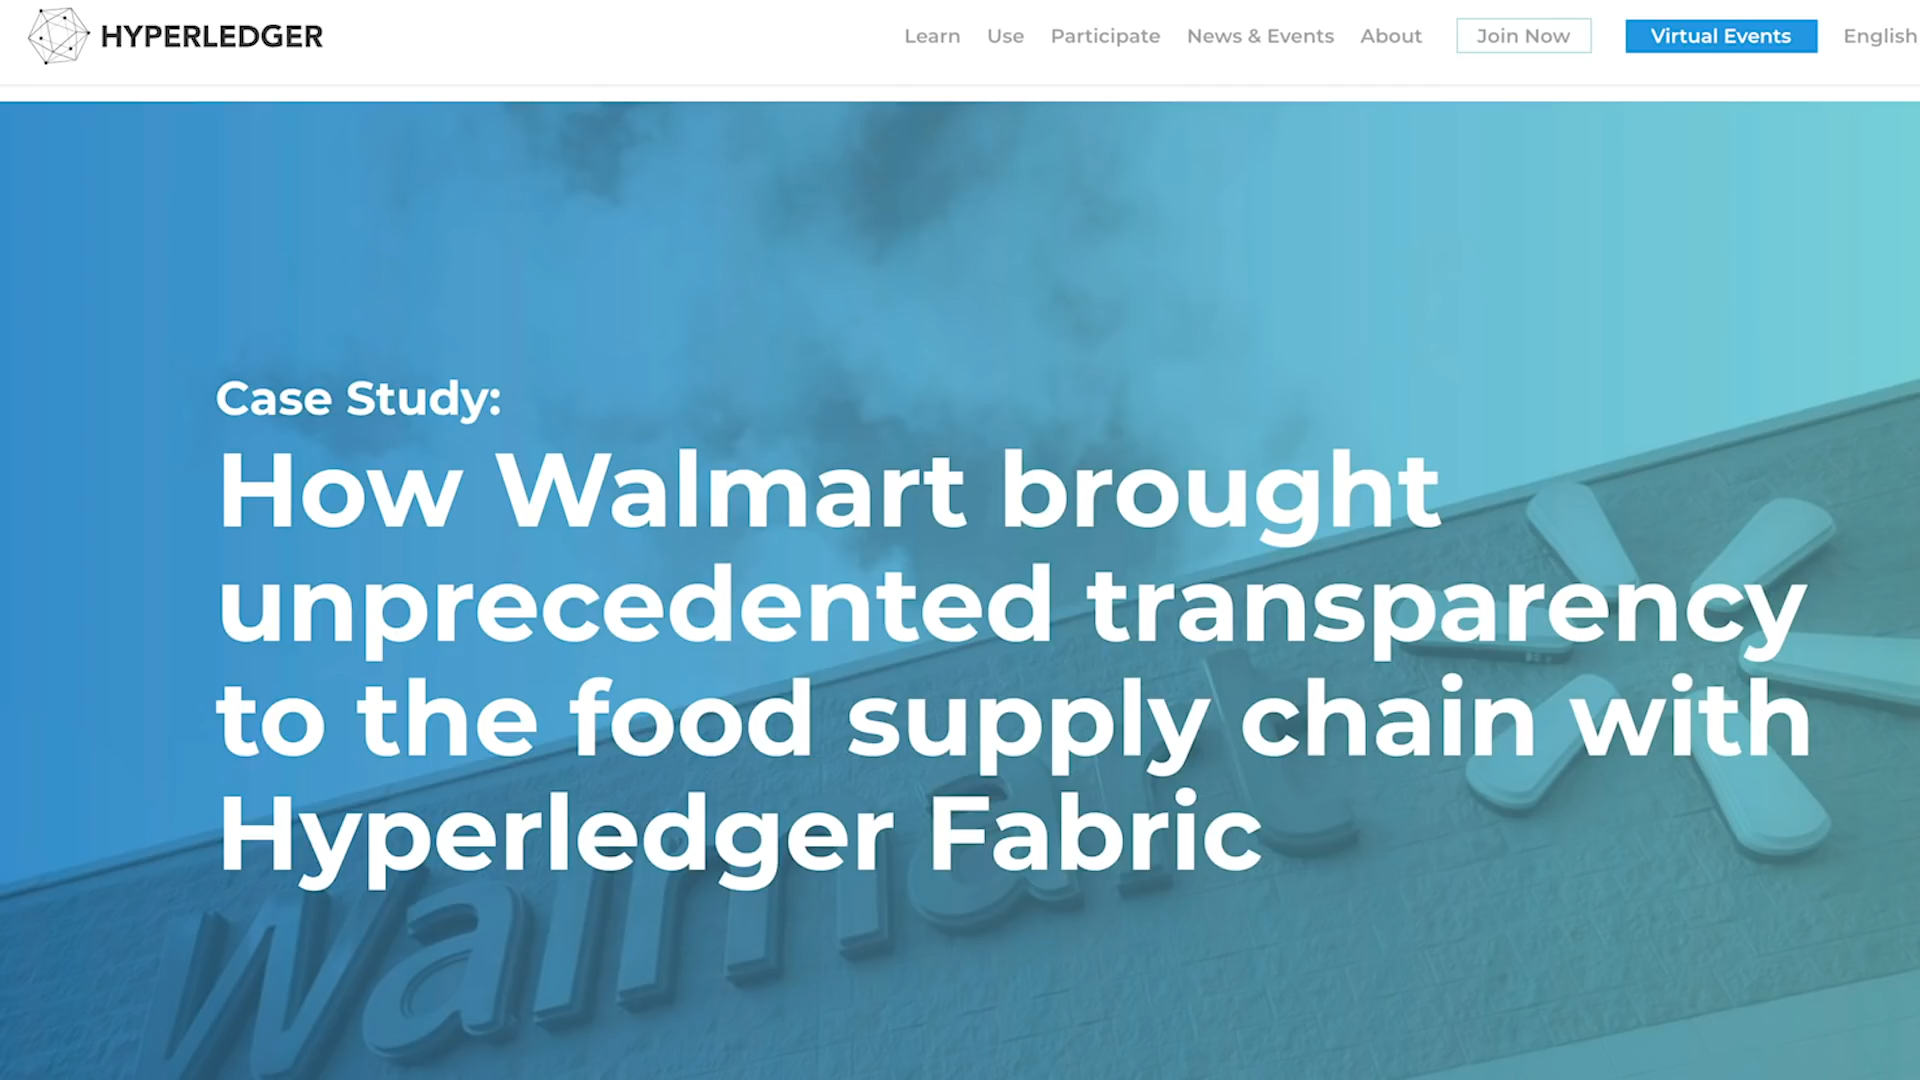 HYPERLEDGER
Learn Use Participate News & Events About Join Now Virtual Events English
Case Study:
How Walmart brought
unprecedented transparency
to the food supply chain with
Hyperledger Fabric
Walmart